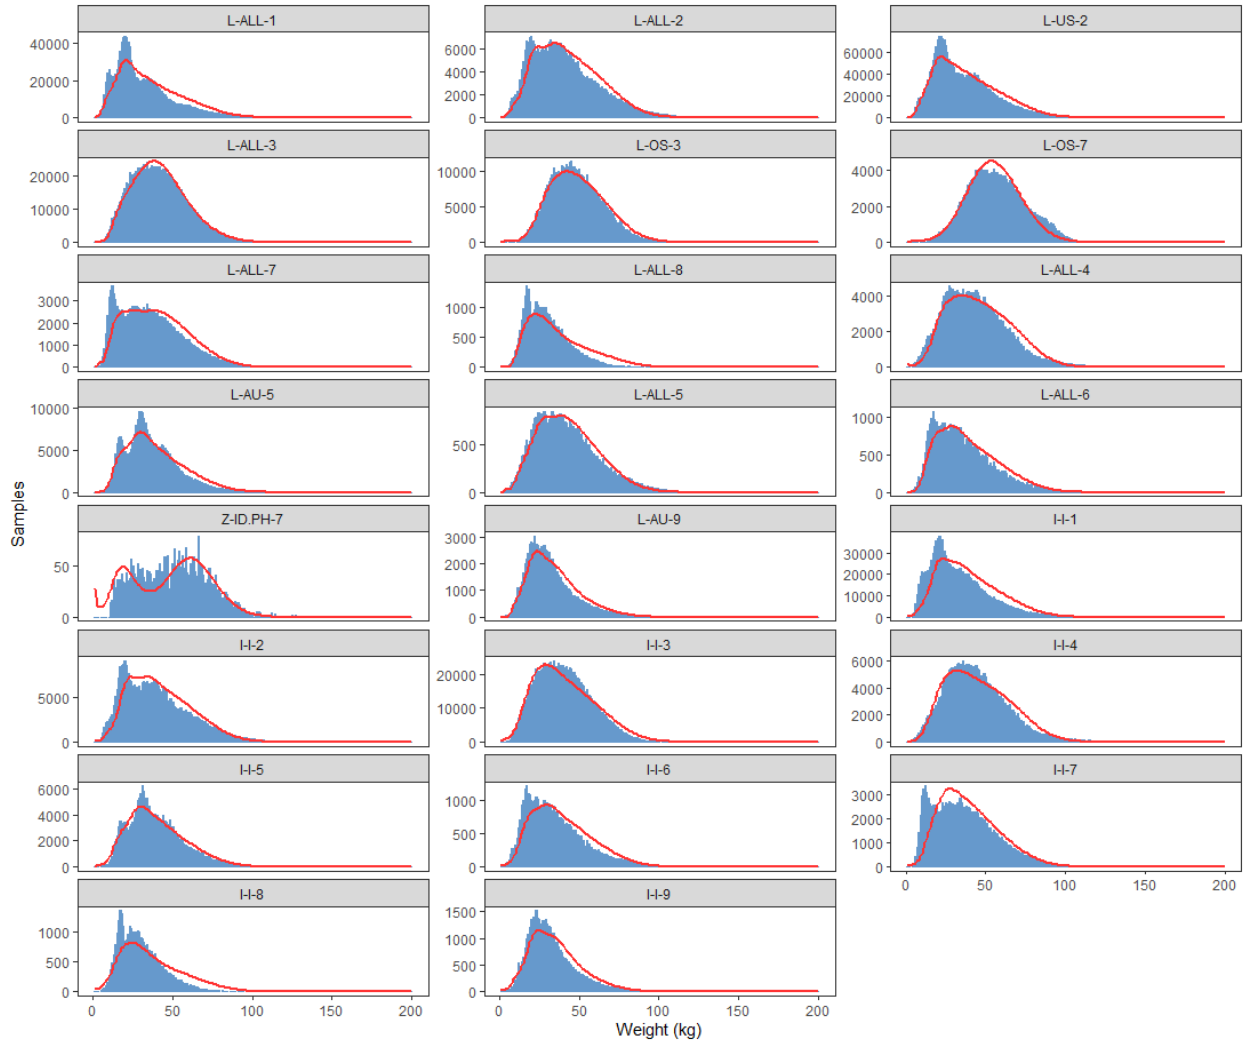 L-ALL-1
L-ALL-2
L-US-2
40000
20000
0
6000
4000
2000
0
60000
40000
20000
0
L-ALL-3
L-OS-3
L-OS-7
20000
10000
0
10000
5000
0
4000
2000
0
L-ALL-7
L-ALL-8
L-ALL-4
3000
2000
1000
0
1000
500
0
4000
2000
0
L-AU-5
L-ALL-5
L-ALL-6
10000
5000
0
500
0
1000
500
0
Z-ID.PH-7
L-AU-9
I-I-1
50
0
3000
2000
1000
0
30000
20000
10000
0
I-I-2
I-I-3
I-I-4
5000
0
20000
10000
0
6000
4000
2000
0
I-I-5
I-I-6
I-I-7
6000
4000
2000
0
1000
500
0
3000
2000
1000
0
0 50 100 150 200
I-I-8
I-I-9
1000
500
0
1500
1000
500
0
0 50 100 150 200
0 50 100 150 200
Weight (kg)
Samples